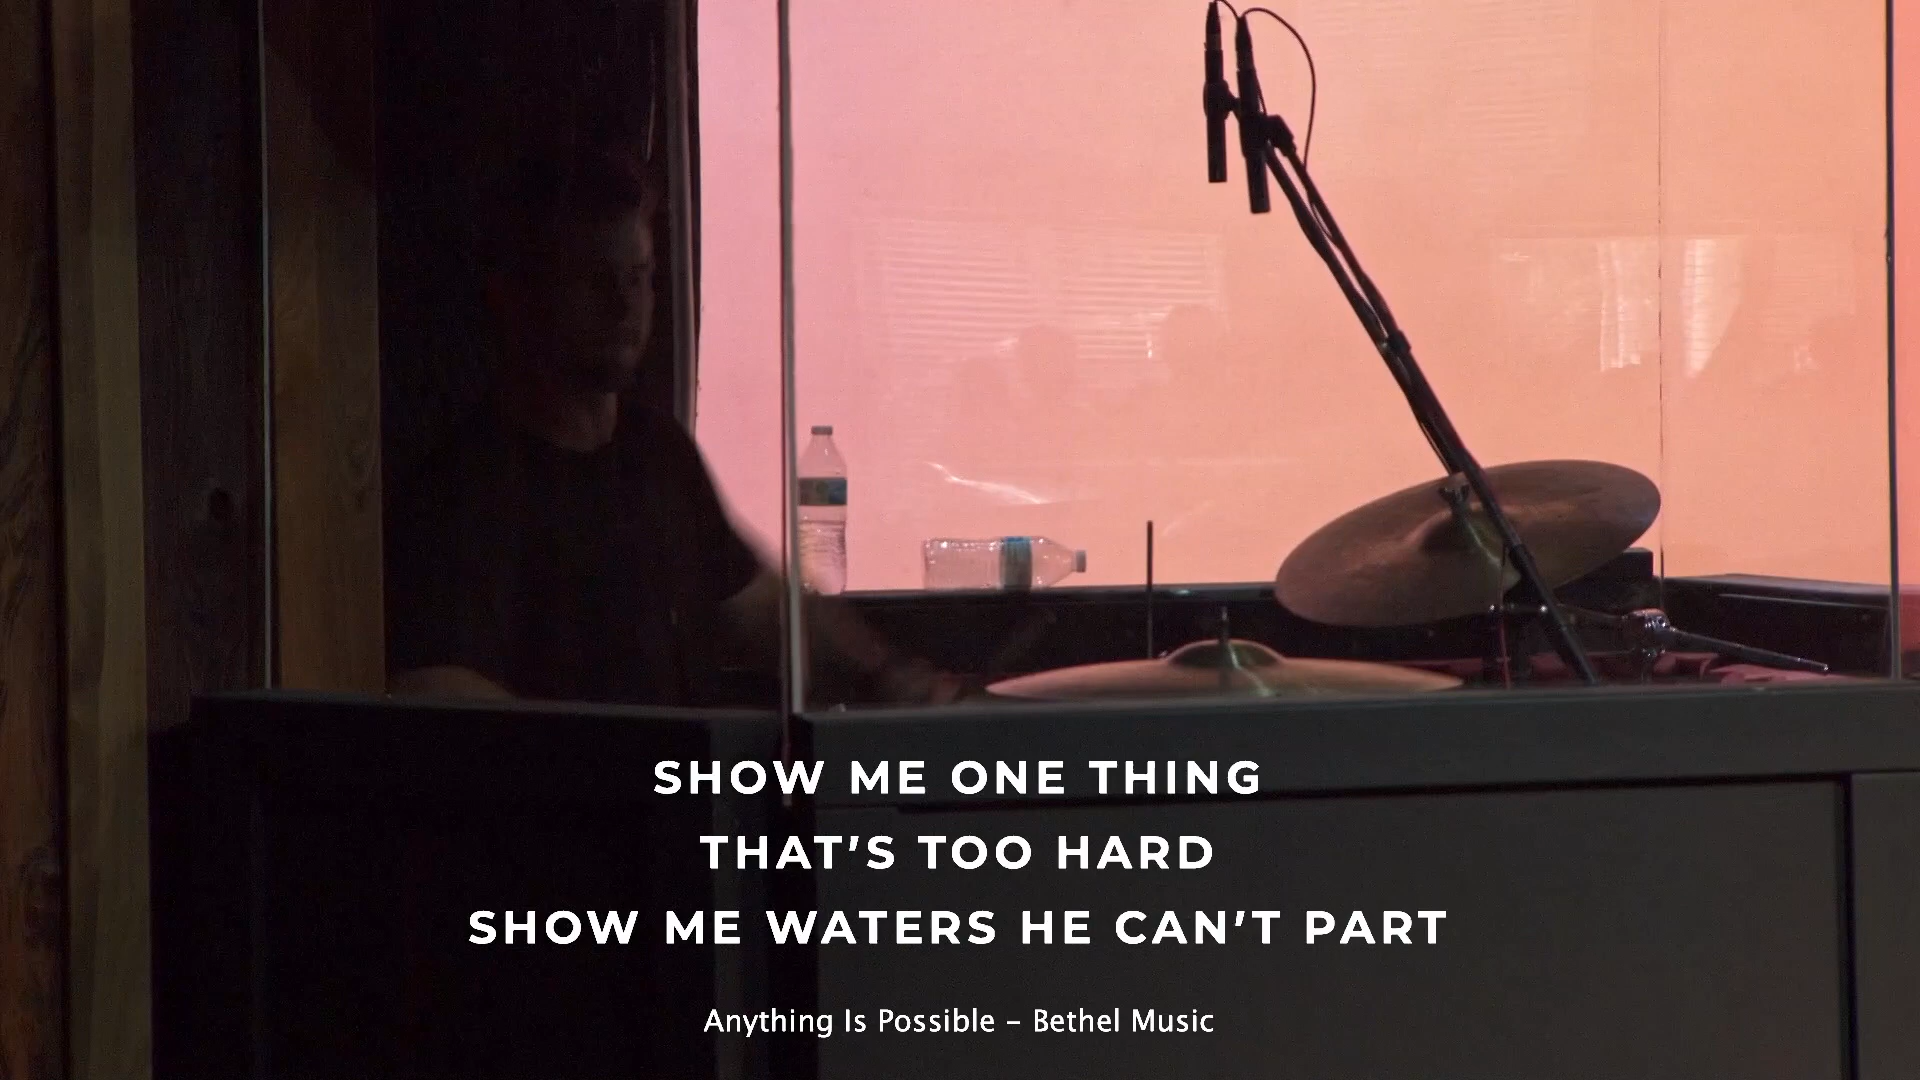 SHOW ME ONE THING
THAT’S TOO HARD
SHOW ME WATERS HE CAN’T PART
Anything Is Possible – Bethel Music